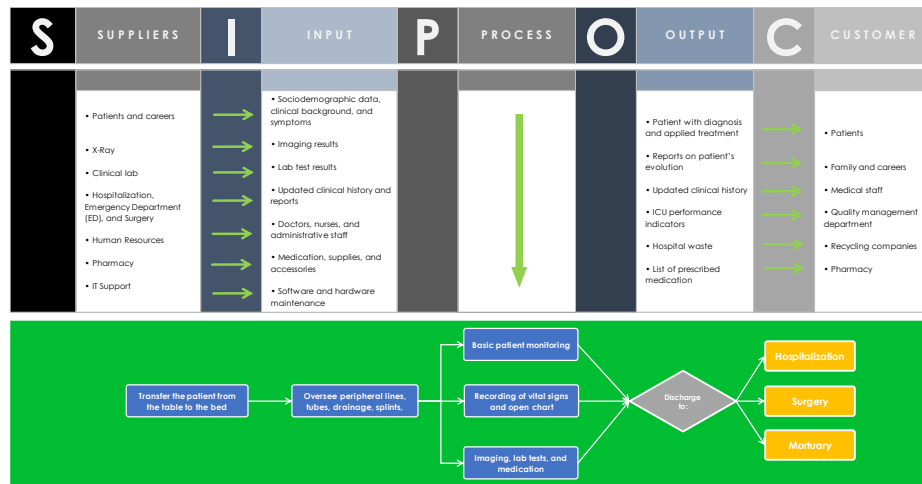 S SUPPLIERS I INPUT P PROCESS O OUTPUT C CUSTOMER
• Patients and careers
• X-Ray
• Clinical lab
• Hospitalization,
Emergency Department
(ED), and Surgery
• Human Resources
• Pharmacy
• IT Support
• Sociodemographic data,
clinical background, and
symptoms
• Imaging results
• Lab test results
• Updated clinical history and
reports
• Doctors, nurses, and
administrative staff
• Medication, supplies, and
accessories
• Software and hardware
maintenance
• Patient with diagnosis
and applied treatment
• Reports on patient's
evolution
• Updated clinical history
• ICU performance
indicators
• Hospital waste
• List of prescribed
medication
• Patients
• Family and careers
• Medical staff
• Quality management
department
• Recycling companies
• Pharmacy
Transfer the patient from
the table to the bed
Oversee peripheral lines,
tubes, drainage, splints,
Basic patient monitoring
Recording of vital signs
and open chart
Imaging, lab tests, and
medication
Discharge
to:
Hospitalization
Surgery
Mortuary